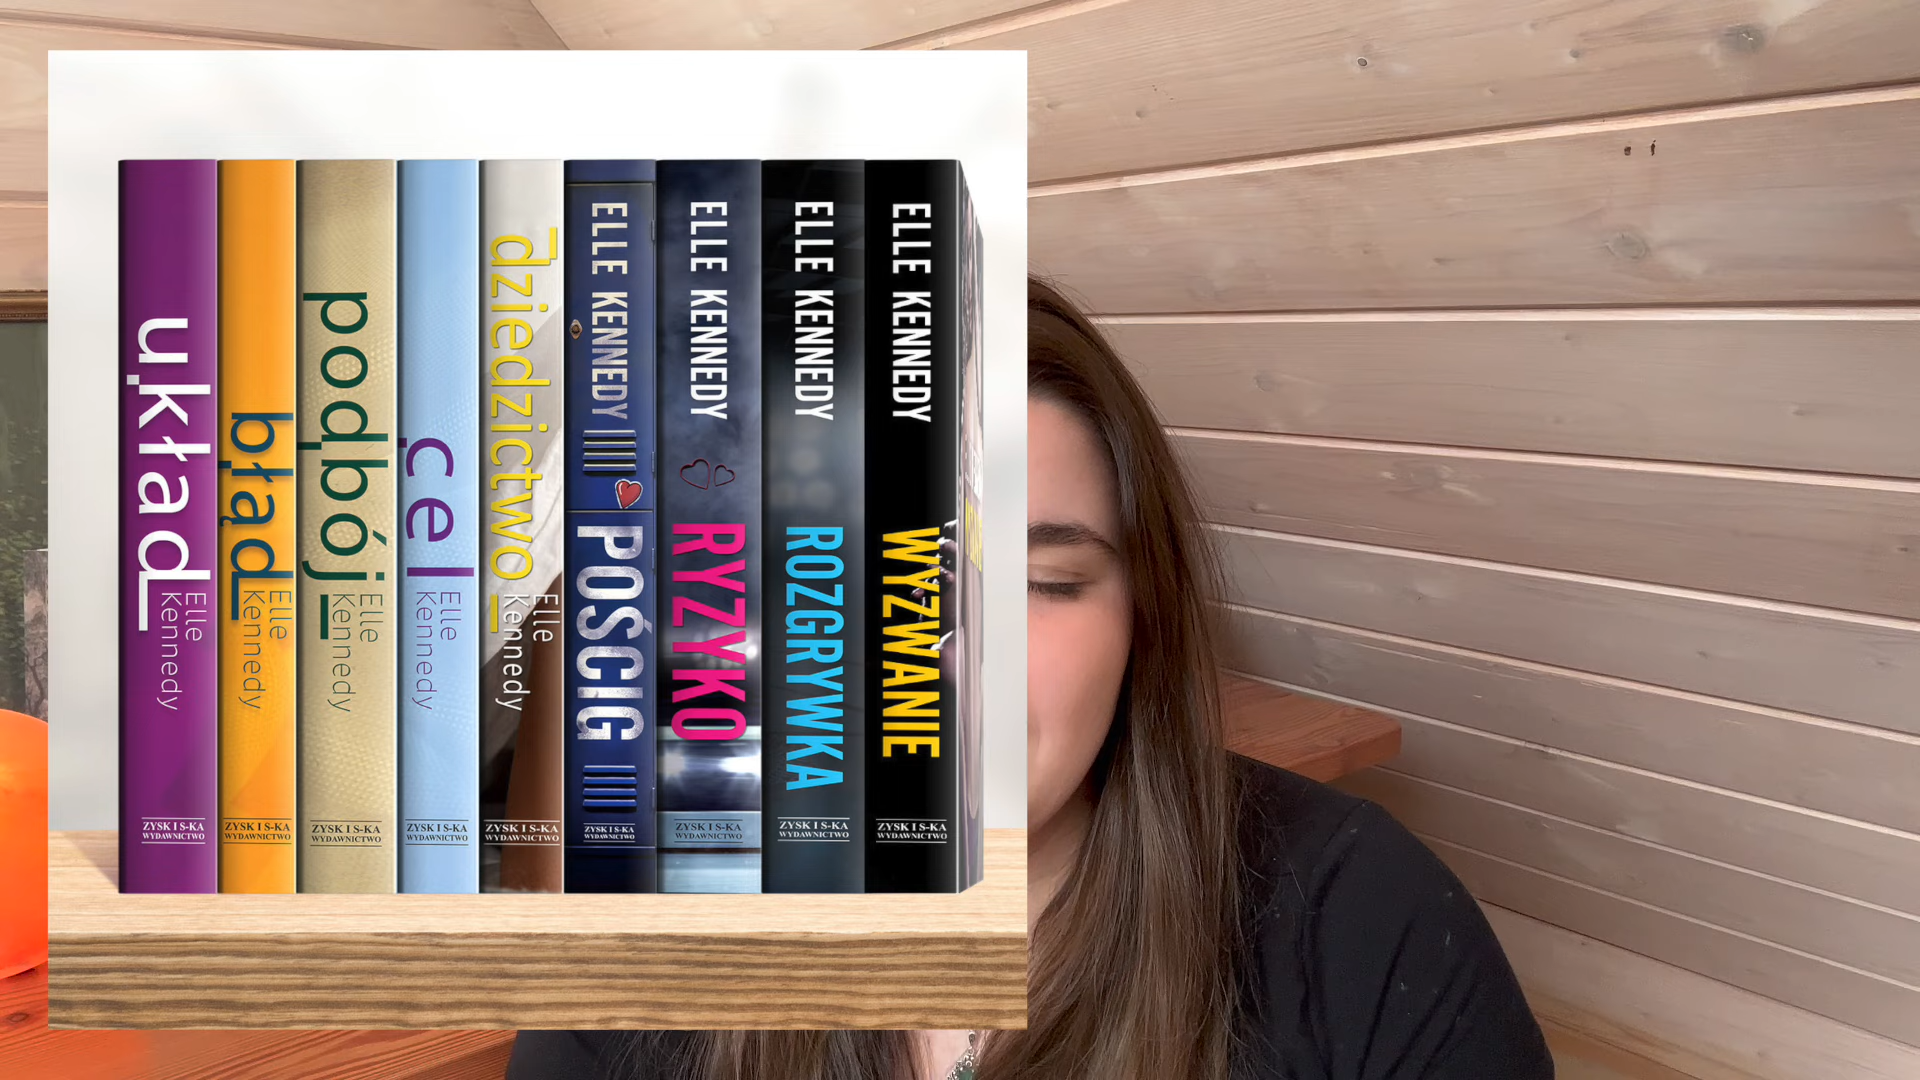 układ
Elle
Kennedy
ZYSK I S-KA
WYDAWNICTWO
błąd
Elle
Kennedy
ZYSK I S-KA
WYDAWNICTWO
podbój
Elle
Kennedy
ZYSK I S-KA
WYDAWNICTWO
cel
Elle
Kennedy
ZYSK I S-KA
WYDAWNICTWO
dziedzictwo
Elle
Kennedy
ZYSK I S-KA
WYDAWNICTWO
ELLE KENNEDY
POŚCIG
ZYSK I S-KA
WYDAWNICTWO
ELLE KENNEDY
RYZYKO
ZYSK I S-KA
WYDAWNICTWO
ELLE KENNEDY
ROZGRYWKA
ZYSK I S-KA
WYDAWNICTWO
ELLE KENNEDY
WYZWANIE
ZYSK I S-KA
WYDAWNICTWO